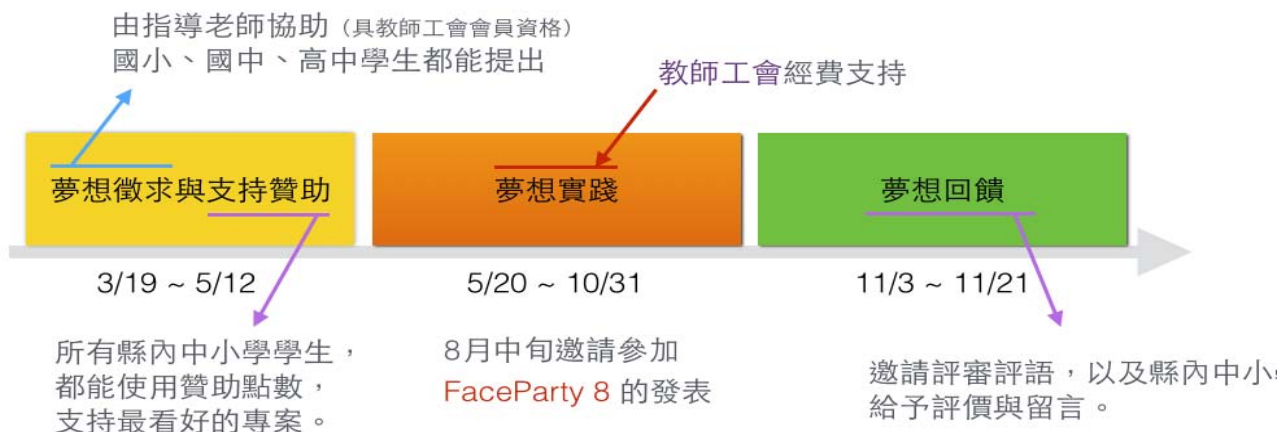 由指導老師協助（具教師工會會員資格）
國小、國中、高中學生都能提出
教師工會經費支持
夢想徵求與支持贊助
夢想實踐
夢想回饋
3/19 ~ 5/12
5/20 ~ 10/31
11/3 ~ 11/21
所有縣內中小學學生，
都能使用贊助點數，
支持最看好的專案。
8月中旬邀請參加
FaceParty 8 的發表
邀請評審評語，以及縣內中小
給予評價與留言。